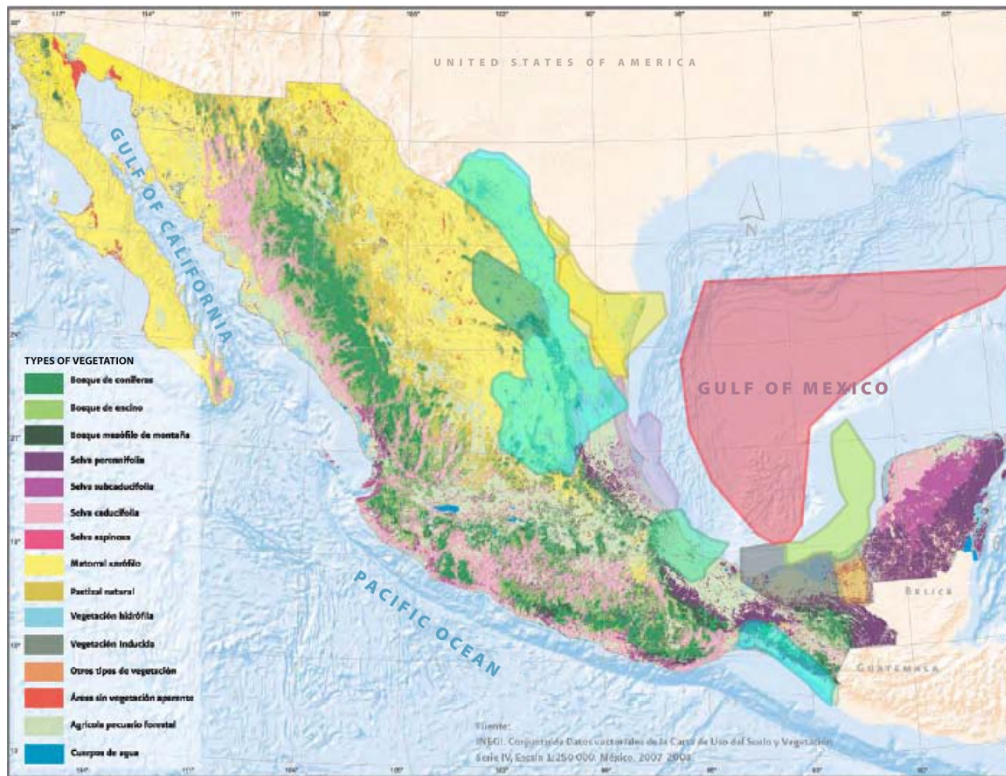 UNITED STATES OF AMERICA
GULF OF CALIFORNIA
N
GULF OF MEXICO
PACIFIC OCEAN
BELICE
GUATEMALA
TYPES OF VEGETATION
Bosque de coníferas
Bosque de encino
Bosque mesófilo de montaña
Selva perennifolia
Selva subcaducifolia
Selva caducifolia
Selva espinosa
Matorral xerófilo
Pastizal natural
Vegetación hidrófila
Vegetación Inducida
Otros tipos de vegetación
Áreas sin vegetación aparente
Agrícola pecuario forestal
Cuerpos de agua
Fuente:
INEGI. Conjunto de Datos vectoriales de la Carta de Uso del Suelo y Vegetación
Serie IV, Escala 1:250 000. México. 2007-2008.